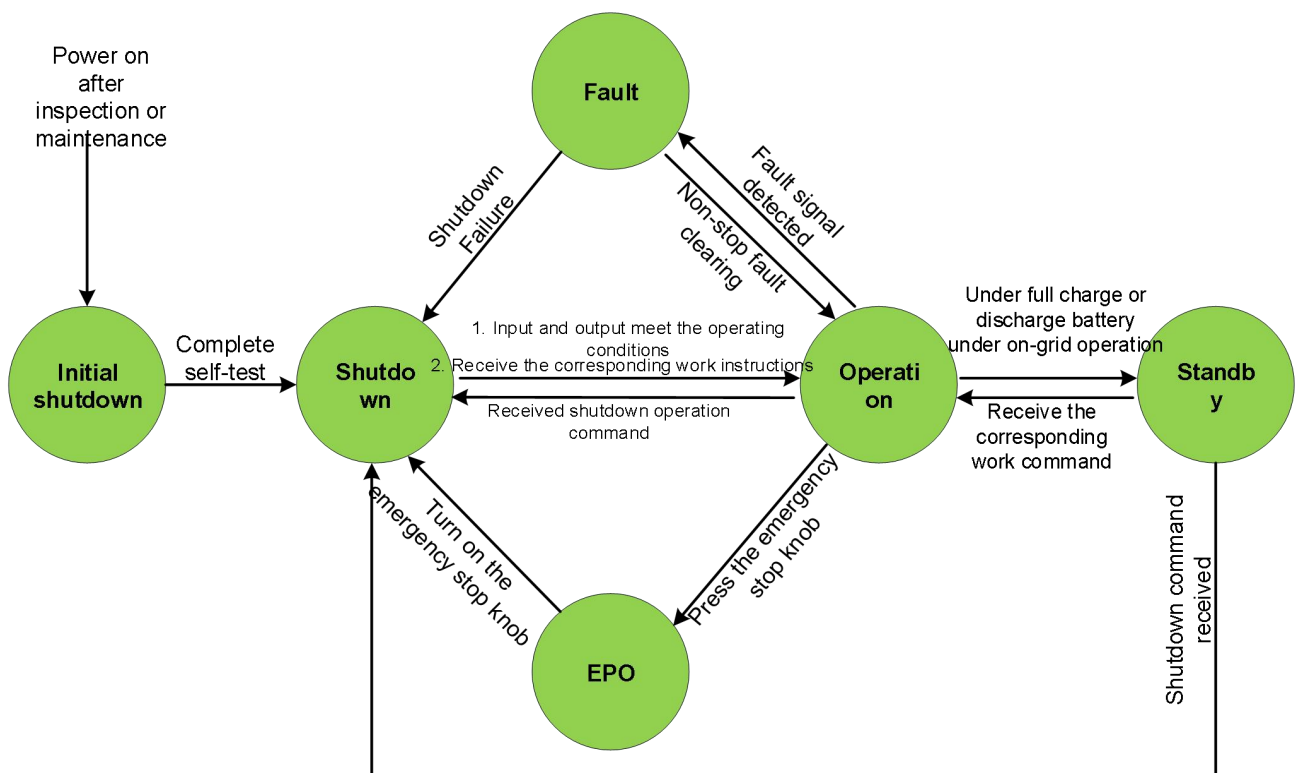 Power on
after
inspection or
maintenance
Fault
Shutdown
Failure
Fault signal
detected
Non-stop fault
clearing
Initial
shutdown
Complete
self-test
Shutdo
wn
1. Input and output meet the operating
conditions
2. Receive the corresponding work instructions
Received shutdown operation
command
Operati
on
Under full charge or
discharge battery
under on-grid operation
Receive the
corresponding
work command
Standb
y
Turn on the
emergency stop knob
Press the emergency
stop knob
EPO
Shutdown command
received